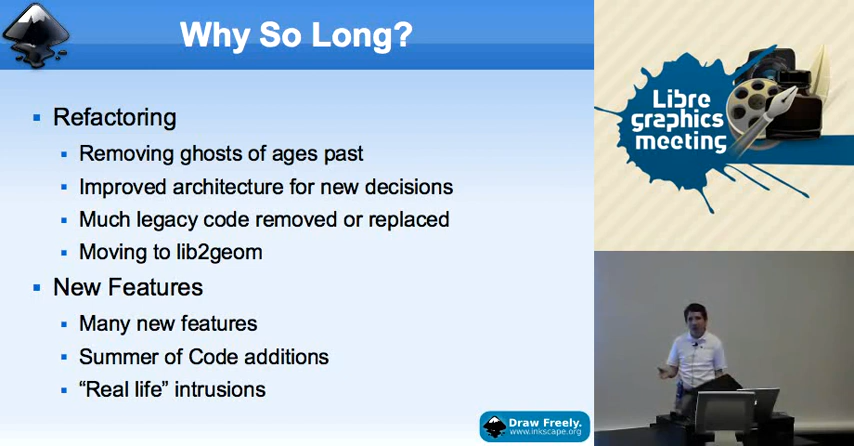 Why So Long?
Refactoring
Removing ghosts of ages past
Improved architecture for new decisions
Much legacy code removed or replaced
Moving to lib2geom
New Features
Many new features
Summer of Code additions
“Real life” intrusions
Draw Freely.
www.inkscape.org
Libre
graphics
meeting